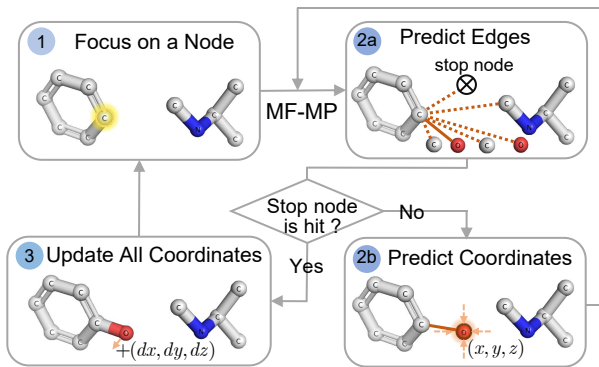 1 Focus on a Node
MF-MP
2a Predict Edges
stop node
Stop node
is hit ?
No
Yes
3 Update All Coordinates
+(dx, dy, dz)
2b Predict Coordinates
(x, y, z)